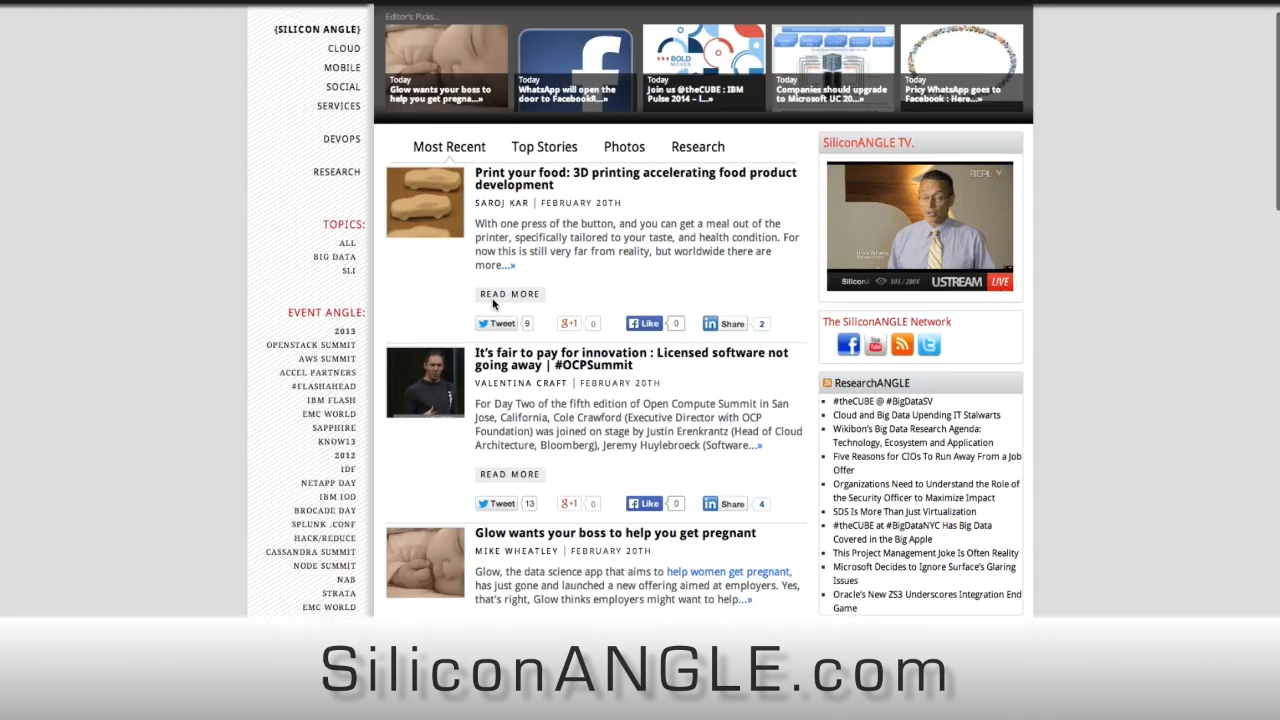 {SILICON ANGLE}
CLOUD
MOBILE
SOCIAL
SERVICES
DEVOPS
RESEARCH
TOPICS:
ALL
BIG DATA
SLI
EVENT ANGLE:
2013
OPENSTACK SUMMIT
AWS SUMMIT
ACCEL PARTNERS
#FLASHAHEAD
IBM FLASH
EMC WORLD
SAPPHIRE
KNOW13
2012
IDF
NETAPP DAY
IBM IOD
BROCADE DAY
SPLUNK .CONF
HACK/REDUCE
CASSANDRA SUMMIT
NODE SUMMIT
NAB
STRATA
EMC WORLD
Editor's Picks...
Today
Glow wants your boss to
help you get pregna...»
Today
WhatsApp will open the
door to FacebookR...»
BOLD
MOVES
Today
Join us @theCUBE : IBM
Pulse 2014 – l...»
Today
Companies should upgrade
to Microsoft UC 20...»
Today
Pricy WhatsApp goes to
Facebook : Here...»
Most Recent
Top Stories
Photos
Research
Print your food: 3D printing accelerating food product
development
SAROJ KAR | FEBRUARY 20TH
With one press of the button, and you can get a meal out of the
printer, specifically tailored to your taste, and health condition. For
now this is still very far from reality, but worldwide there are
more...»
READ MORE
Tweet 9 g+1 0 Like 0 in Share 2
It's fair to pay for innovation : Licensed software not
going away | #OCPSummit
VALENTINA CRAFT | FEBRUARY 20TH
For Day Two of the fifth edition of Open Compute Summit in San
Jose, California, Cole Crawford (Executive Director with OCP
Foundation) was joined on stage by Justin Erenkrantz (Head of Cloud
Architecture, Bloomberg), Jeremy Huylebroeck (Software...»
READ MORE
Tweet 13 g+1 0 Like 0 in Share 4
Glow wants your boss to help you get pregnant
MIKE WHEATLEY | FEBRUARY 20TH
Glow, the data science app that aims to help women get pregnant,
has just gone and launched a new offering aimed at employers. Yes,
that's right, Glow thinks employers might want to help...»
SiliconANGLE TV.
REPLAY
Silicon
305/200K
USTREAM
LIVE
The SiliconANGLE Network
ResearchANGLE
#theCUBE @ #BigDataSV
Cloud and Big Data Upending IT Stalwarts
Wikibon's Big Data Research Agenda:
Technology, Ecosystem and Application
Five Reasons for CIOs To Run Away From a Job
Offer
Organizations Need to Understand the Role of
the Security Officer to Maximize Impact
SDS Is More Than Just Virtualization
#theCUBE at #BigDataNYC Has Big Data
Covered in the Big Apple
This Project Management Joke Is Often Reality
Microsoft Decides to Ignore Surface's Glaring
Issues
Oracle's New ZS3 Underscores Integration End
Game
SiliconANGLE.com